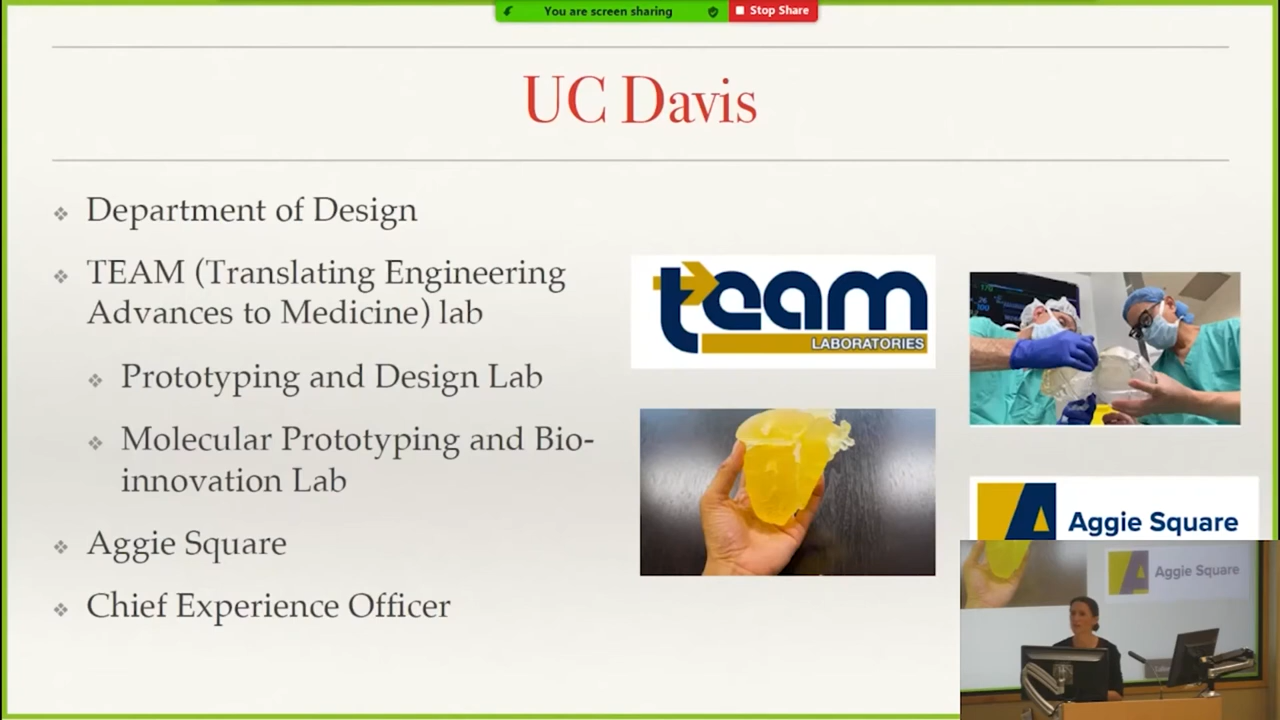 You are screen sharing
Stop Share
UC Davis
Department of Design
TEAM (Translating Engineering
Advances to Medicine) lab
Prototyping and Design Lab
Molecular Prototyping and Bio-
innovation Lab
Aggie Square
Chief Experience Officer
team
LABORATORIES
Aggie Square
Aggie Square